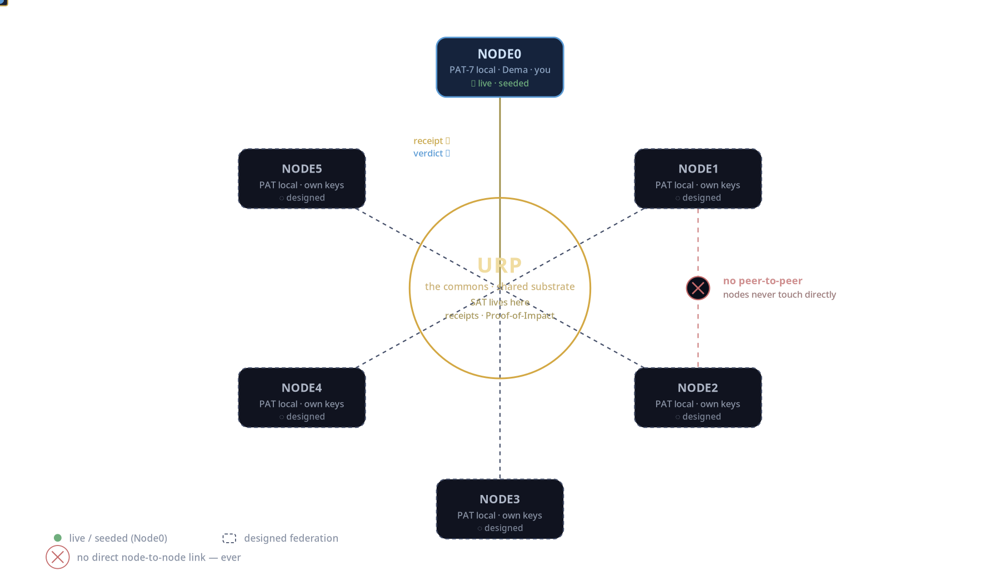 NODE0
PAT-7 local · Dema · you
live · seeded
receipt
verdict
NODE5
PAT local · own keys
○ designed
NODE1
PAT local · own keys
○ designed
URP
the commons · shared substrate
SAT lives here
receipts · Proof-of-Impact
no peer-to-peer
nodes never touch directly
NODE4
PAT local · own keys
○ designed
NODE2
PAT local · own keys
○ designed
NODE3
PAT local · own keys
○ designed
live / seeded (Node0)
designed federation
no direct node-to-node link — ever